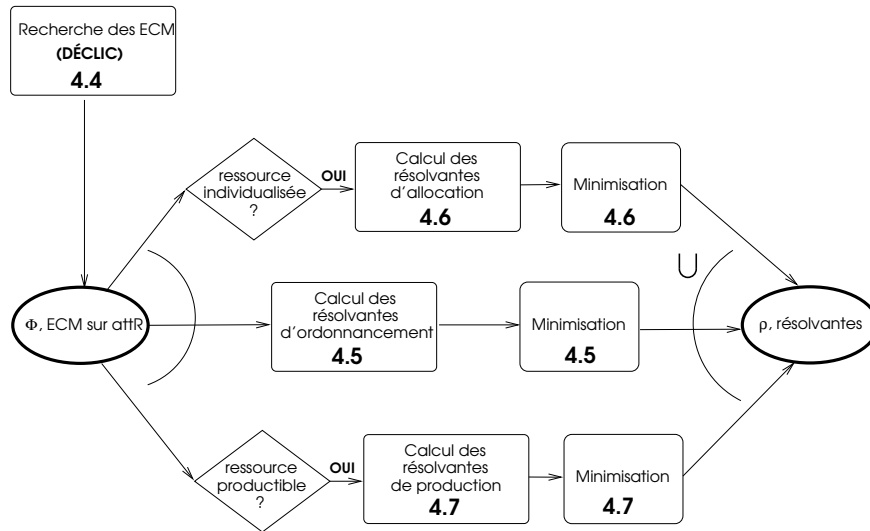 Recherche des ECM
(DÉCLIC)
4.4
ressource
individualisée
?
OUI
Calcul des
résolvantes
d'allocation
4.6
Minimisation
4.6
Φ, ECM sur attR
Calcul des
résolvantes
d'ordonnancement
4.5
Minimisation
4.5
∪
ρ, résolvantes
ressource
productible
?
OUI
Calcul des
résolvantes
de production
4.7
Minimisation
4.7